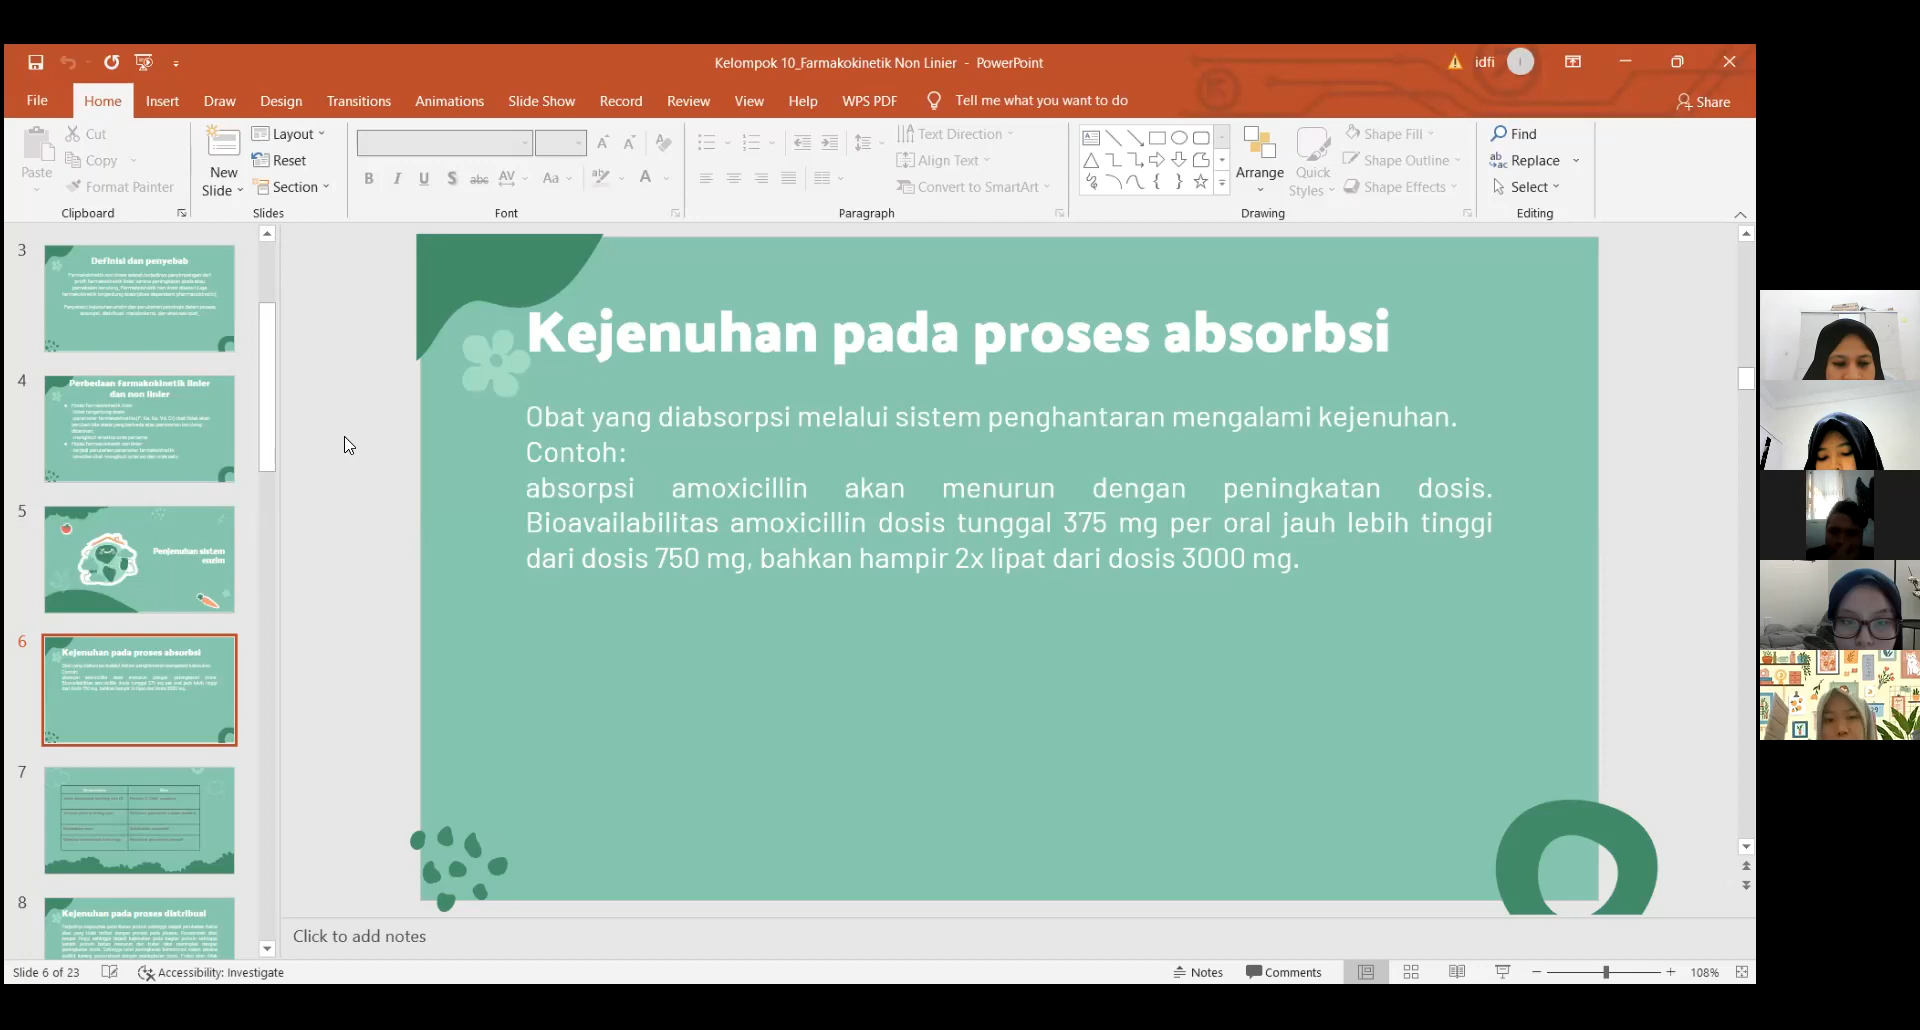 Kelompok 10_Farmakokinetik Non Linier - PowerPoint
idfi
File Home Insert Draw Design Transitions Animations Slide Show Record Review View Help WPS PDF Tell me what you want to do Share
Paste
Cut
Copy
Format Painter
Clipboard
New Slide
Layout
Reset
Section
Slides
Font
Text Direction
Align Text
Convert to SmartArt
Paragraph
Arrange
Quick Styles
Shape Fill
Shape Outline
Shape Effects
Drawing
Find
Replace
Select
Editing
3
Definisi dan penyebab
4
Perbedaan farmakokinetik linier
dan non linier
5
Penjenuhan sistem
enzim
6
Kejenuhan pada proses absorbsi
7
8
Kejenuhan pada proses distribusi
Kejenuhan pada proses absorbsi
Obat yang diabsorpsi melalui sistem penghantaran mengalami kejenuhan.
Contoh:
absorpsi amoxicillin akan menurun dengan peningkatan dosis.
Bioavailabilitas amoxicillin dosis tunggal 375 mg per oral jauh lebih tinggi
dari dosis 750 mg, bahkan hampir 2x lipat dari dosis 3000 mg.
Click to add notes
Slide 6 of 23 Accessibility: Investigate Notes Comments 108%